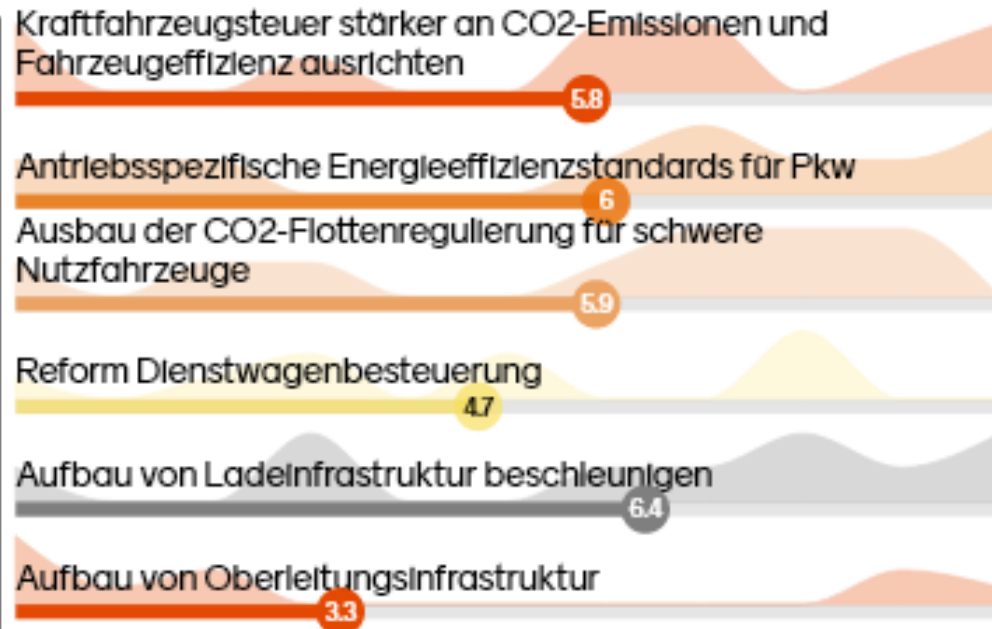 Kraftfahrzeugsteuer stärker an CO2-Emissionen und
Fahrzeugeffizienz ausrichten
5.8
Antriebsspezifische Energieeffizienzstandards für Pkw
6
Ausbau der CO2-Flottenregulierung für schwere
Nutzfahrzeuge
5.9
Reform Dienstwagenbesteuerung
4.7
Aufbau von Ladeinfrastruktur beschleunigen
6.4
Aufbau von Oberleitungsinfrastruktur
3.3